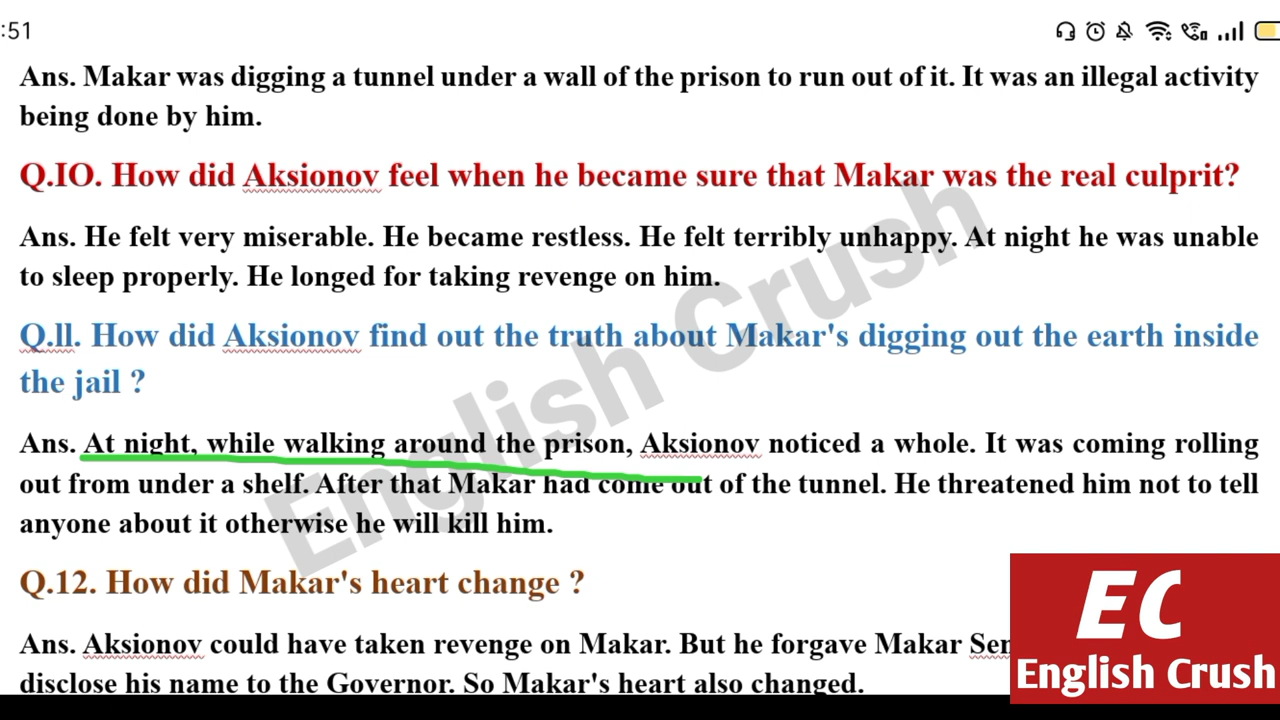 :51
Ans. Makar was digging a tunnel under a wall of the prison to run out of it. It was an illegal activity
being done by him.
Q.IO. How did Aksionov feel when he became sure that Makar was the real culprit?
Ans. He felt very miserable. He became restless. He felt terribly unhappy. At night he was unable
to sleep properly. He longed for taking revenge on him.
Q.ll. How did Aksionov find out the truth about Makar's digging out the earth inside
the jail ?
Ans. At night, while walking around the prison, Aksionov noticed a whole. It was coming rolling
out from under a shelf. After that Makar had come out of the tunnel. He threatened him not to tell
anyone about it otherwise he will kill him.
Q.12. How did Makar's heart change ?
Ans. Aksionov could have taken revenge on Makar. But he forgave Makar
disclose his name to the Governor. So Makar's heart also changed.
English Crush
EC
English Crush